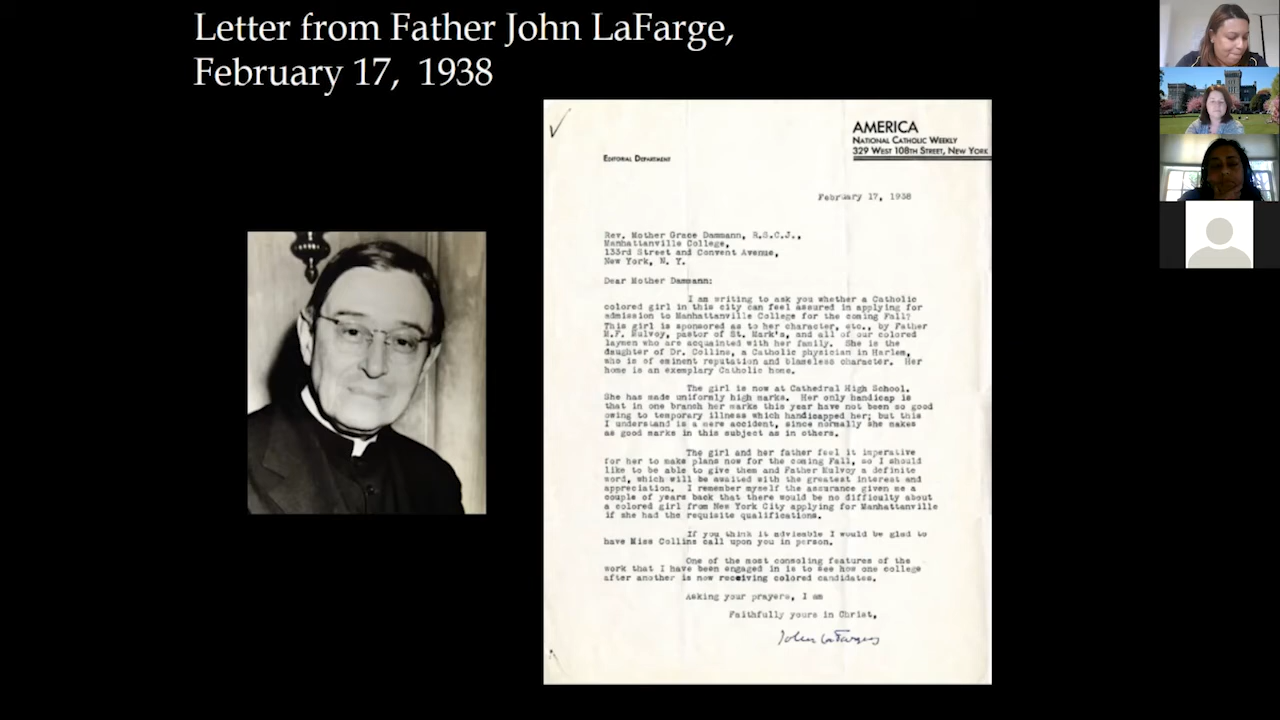 Letter from Father John LaFarge,
February 17, 1938
AMERICA
NATIONAL CATHOLIC WEEKLY
329 WEST 108TH STREET, NEW YORK
EDITORIAL DEPARTMENT
February 17, 1938
Rev. Mother Grace Dammann, R.S.C.J.,
Manhattanville College,
133rd Street and Convent Avenue,
New York, N. Y.
Dear Mother Dammann:
I am writing to ask you whether a Catholic
colored girl in this city can feel assured in applying for
admission to Manhattanville College for the coming Fall?
This girl is sponsored as to her character, etc., by Father
M.F. Mulvoy, pastor of St. Mark's, and all of our colored
laymen who are acquainted with her family. She is the
daughter of Dr. Collins, a Catholic physician in Harlem,
who is of eminent reputation and blameless character. Her
home is an exemplary Catholic home.
The girl is now at Cathedral High School.
She has made uniformly high marks. Her only handicap is
that in one branch her marks this year have not been so good
owing to temporary illness which handicapped her; but this
I understand is a mere accident, since normally she makes
as good marks in this subject as in others.
The girl and her father feel it imperative
for her to make plans now for the coming Fall, so I should
like to be able to give them and Father Mulvoy a definite
word, which will be awaited with the greatest interest and
appreciation. I remember myself the assurance given me a
couple of years back that there would be no difficulty about
a colored girl from New York City applying for Manhattanville
if she had the requisite qualifications.
If you think it advisable I would be glad to
have Miss Collins call upon you in person.
One of the most consoling features of the
work that I have been engaged in is to see how one college
after another is now receiving colored candidates.
Asking your prayers, I am
Faithfully yours in Christ,
John LaFarge